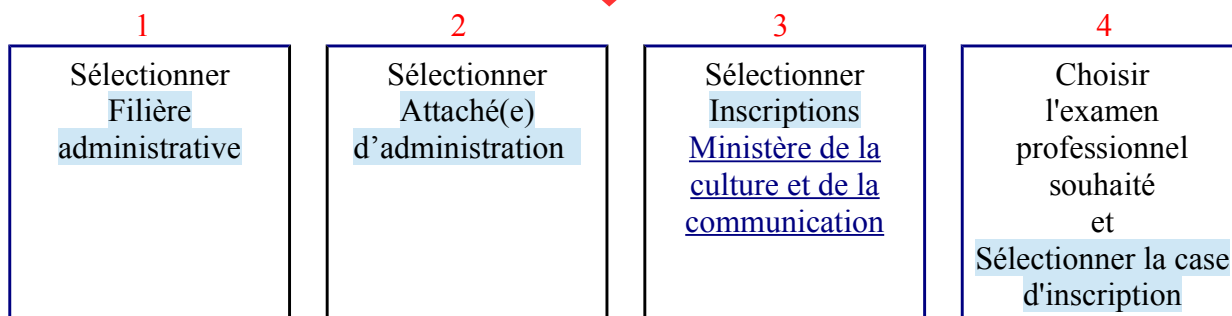 1
Sélectionner
Filière
administrative
2
Sélectionner
Attaché(e)
d’administration
3
Sélectionner
Inscriptions
Ministère de la
culture et de la
communication
4
Choisir
l'examen
professionnel
souhaité
et
Sélectionner la case
d'inscription